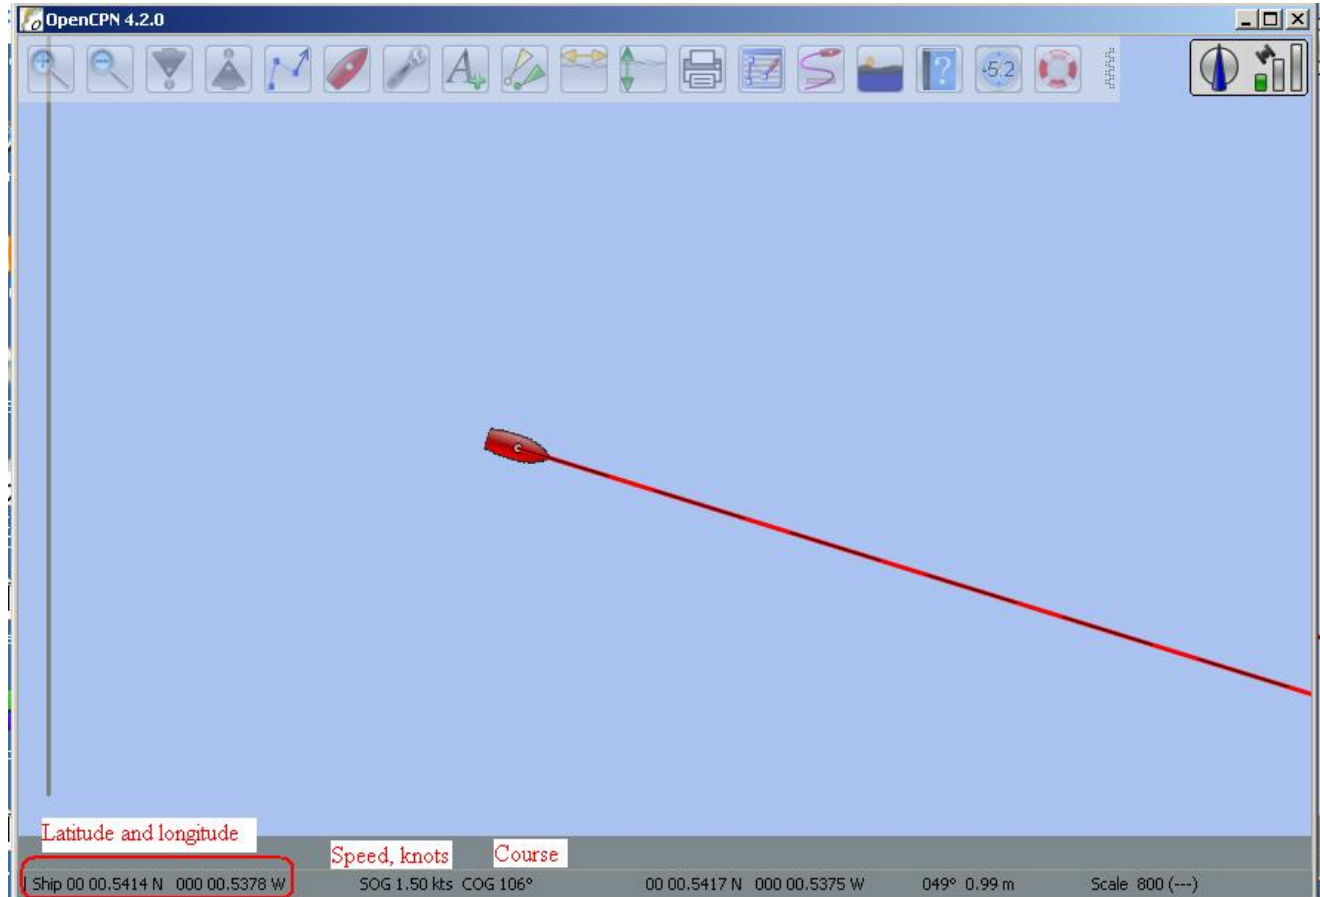 OpenCPN 4.2.0
A
?
-5.2
Latitude and longitude
Speed, knots Course
Ship 00 00.5414 N 000 00.5378 W SOG 1.50 kts COG 106° 00 00.5417 N 000 00.5375 W 049° 0.99 m Scale 800 (---)